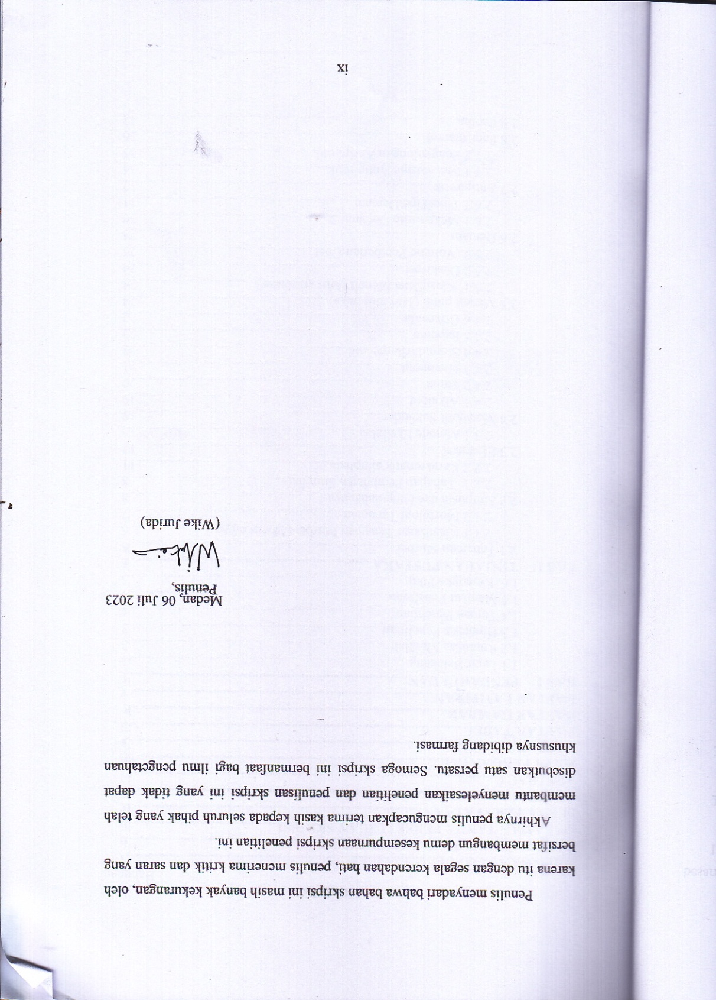 Penulis menyadari bahwa bahan skripsi ini masih banyak kekurangan, oleh
karena itu dengan segala kerendahan hati, penulis menerima kritik dan saran yang
bersifat membangun demu kesempurnaan skripsi penelitian ini.
Akhirnya penulis mengucapkan terima kasih kepada seluruh pihak yang telah
membantu menyelesaikan penelitian dan penulisan skripsi ini yang tidak dapat
disebutkan satu persatu. Semoga skripsi ini bermanfaat bagi ilmu pengetahuan
khususnya dibidang farmasi.
Medan, 06 Juli 2023
Penulis,
(Wike Jurida)
ix
besar